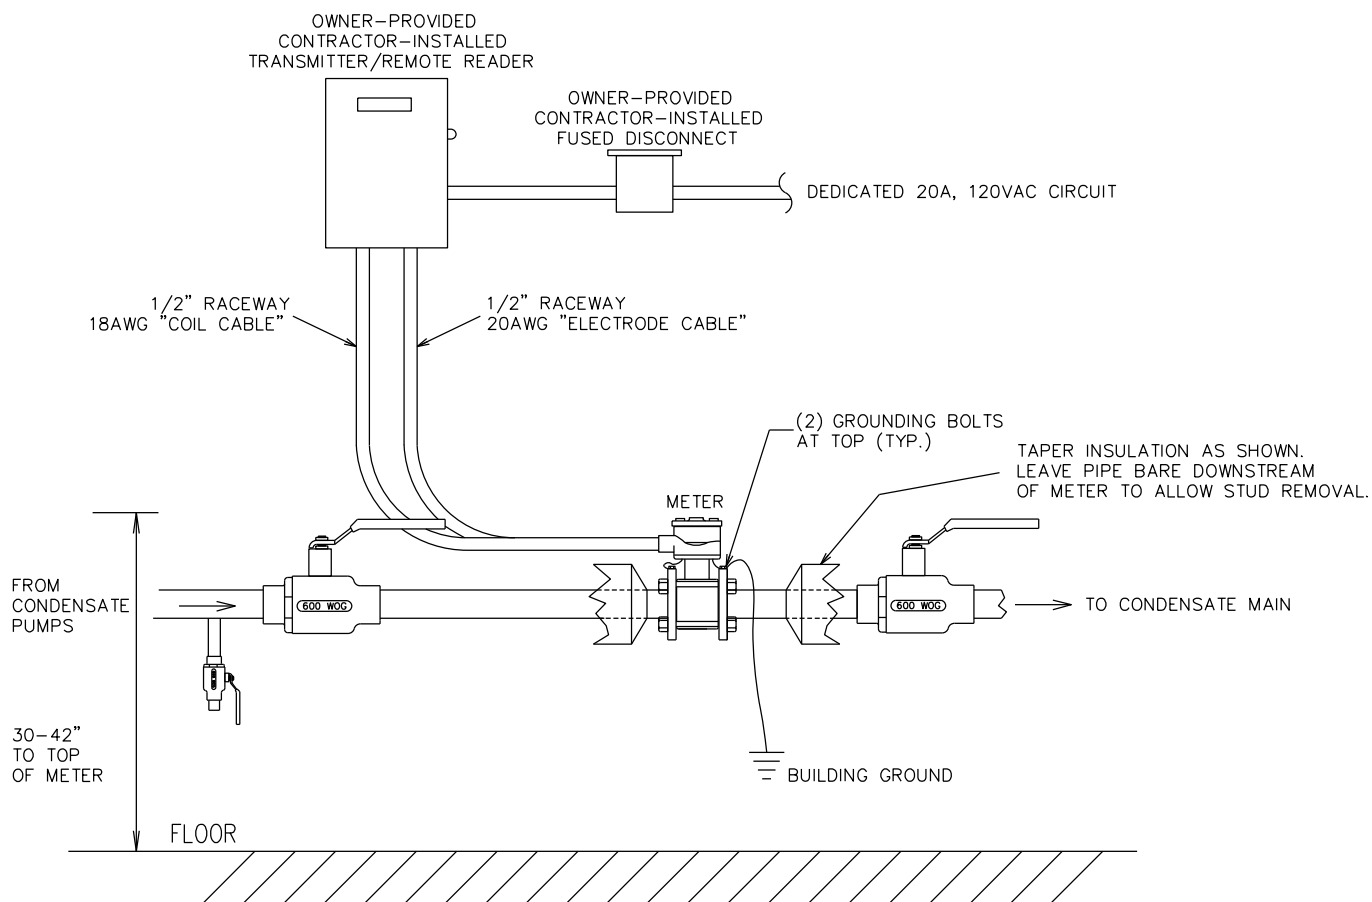 OWNER-PROVIDED
CONTRACTOR-INSTALLED
TRANSMITTER/REMOTE READER
OWNER-PROVIDED
CONTRACTOR-INSTALLED
FUSED DISCONNECT
DEDICATED 20A, 120VAC CIRCUIT
1/2" RACEWAY
18AWG "COIL CABLE"
1/2" RACEWAY
20AWG "ELECTRODE CABLE"
(2) GROUNDING BOLTS
AT TOP (TYP.)
TAPER INSULATION AS SHOWN.
LEAVE PIPE BARE DOWNSTREAM
OF METER TO ALLOW STUD REMOVAL.
METER
FROM
CONDENSATE
PUMPS
600 WOG
600 WOG
TO CONDENSATE MAIN
30-42"
TO TOP
OF METER
BUILDING GROUND
FLOOR